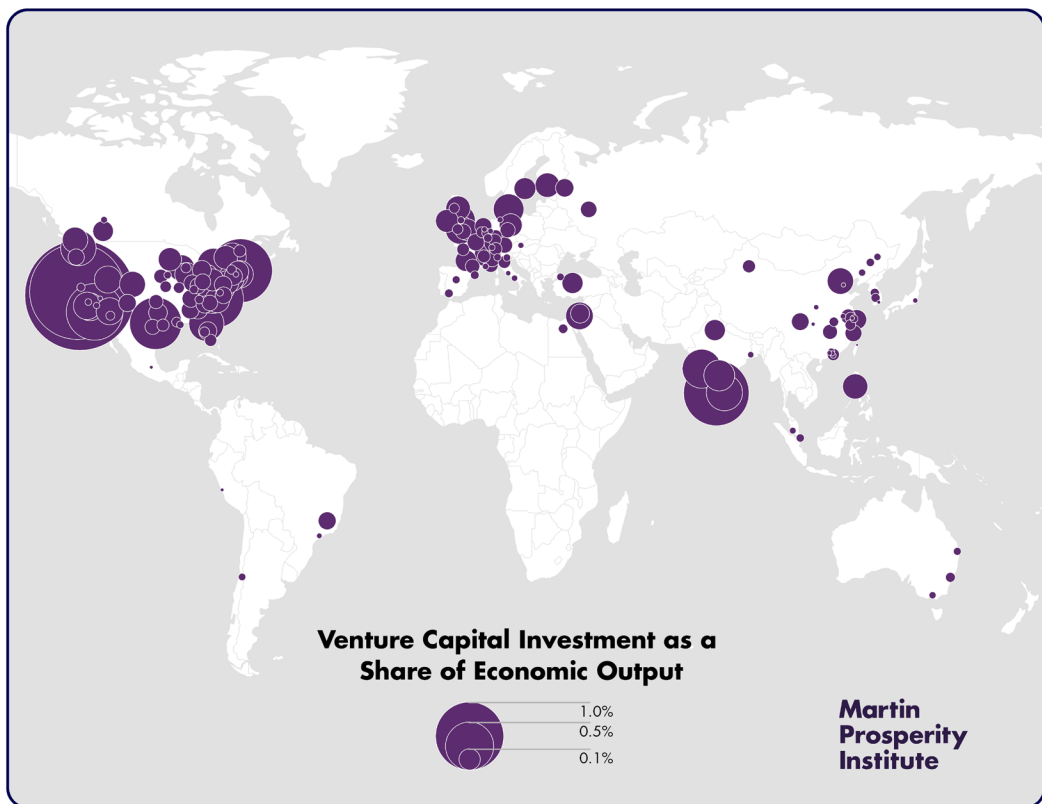 Venture Capital Investment as a
Share of Economic Output
1.0%
0.5%
0.1%
Martin
Prosperity
Institute